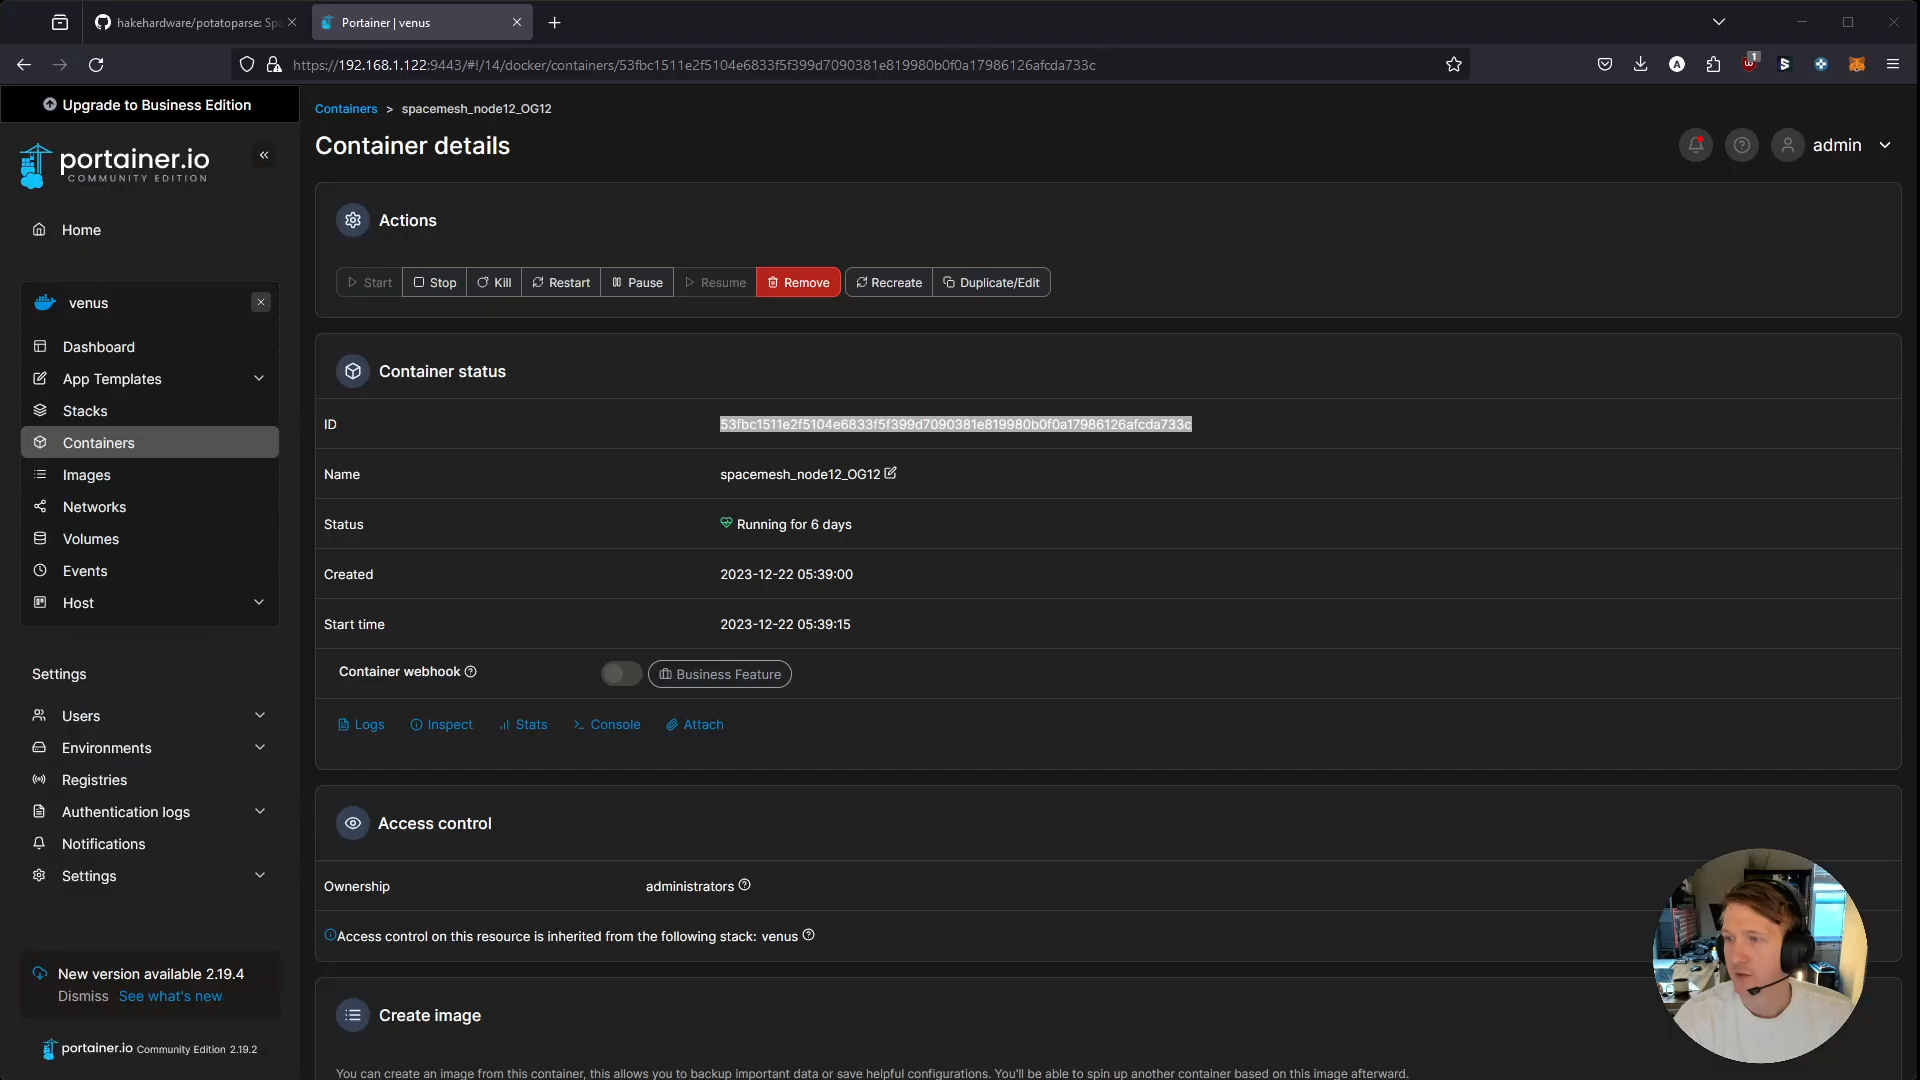 hakehardware/potatoparse: Spa
Portainer | venus
https://192.168.1.122:9443/#!/14/docker/containers/53fbc1511e2f5104e6833f5f399d7090381e819980b0f0a17986126afcda733c
1
Upgrade to Business Edition
portainer.io
COMMUNITY EDITION
Home
venus
Dashboard
App Templates
Stacks
Containers
Images
Networks
Volumes
Events
Host
Settings
Users
Environments
Registries
Authentication logs
Notifications
Settings
New version available 2.19.4
Dismiss See what's new
portainer.io Community Edition 2.19.2
Containers > spacemesh_node12_OG12
Container details
admin
Actions
Start Stop Kill Restart Pause Resume Remove Recreate Duplicate/Edit
Container status
ID 53fbc1511e2f5104e6833f5f399d7090381e819980b0f0a17986126afcda733c
Name spacemesh_node12_OG12
Status Running for 6 days
Created 2023-12-22 05:39:00
Start time 2023-12-22 05:39:15
Container webhook Business Feature
Logs Inspect Stats Console Attach
Access control
Ownership administrators
Access control on this resource is inherited from the following stack: venus
Create image
You can create an image from this container, this allows you to backup important data or save helpful configurations. You'll be able to spin up another container based on this image afterward.